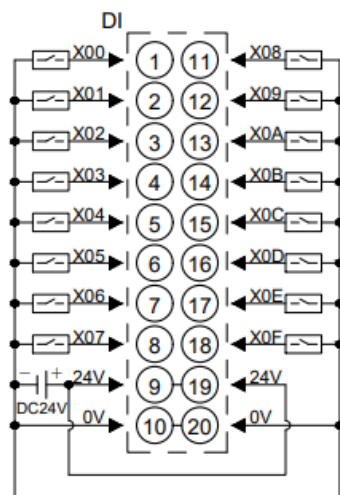 DI
X00 1 11 X08
X01 2 12 X09
X02 3 13 X0A
X03 4 14 X0B
X04 5 15 X0C
X05 6 16 X0D
X06 7 17 X0E
X07 8 18 X0F
− + 24V 9 19 24V
DC24V
0V 10 20 0V